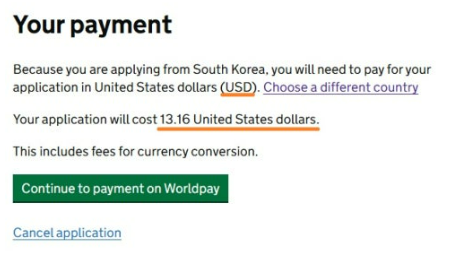 Your payment
Because you are applying from South Korea, you will need to pay for your
application in United States dollars (USD). Choose a different country
Your application will cost 13.16 United States dollars.
This includes fees for currency conversion.
Continue to payment on Worldpay
Cancel application